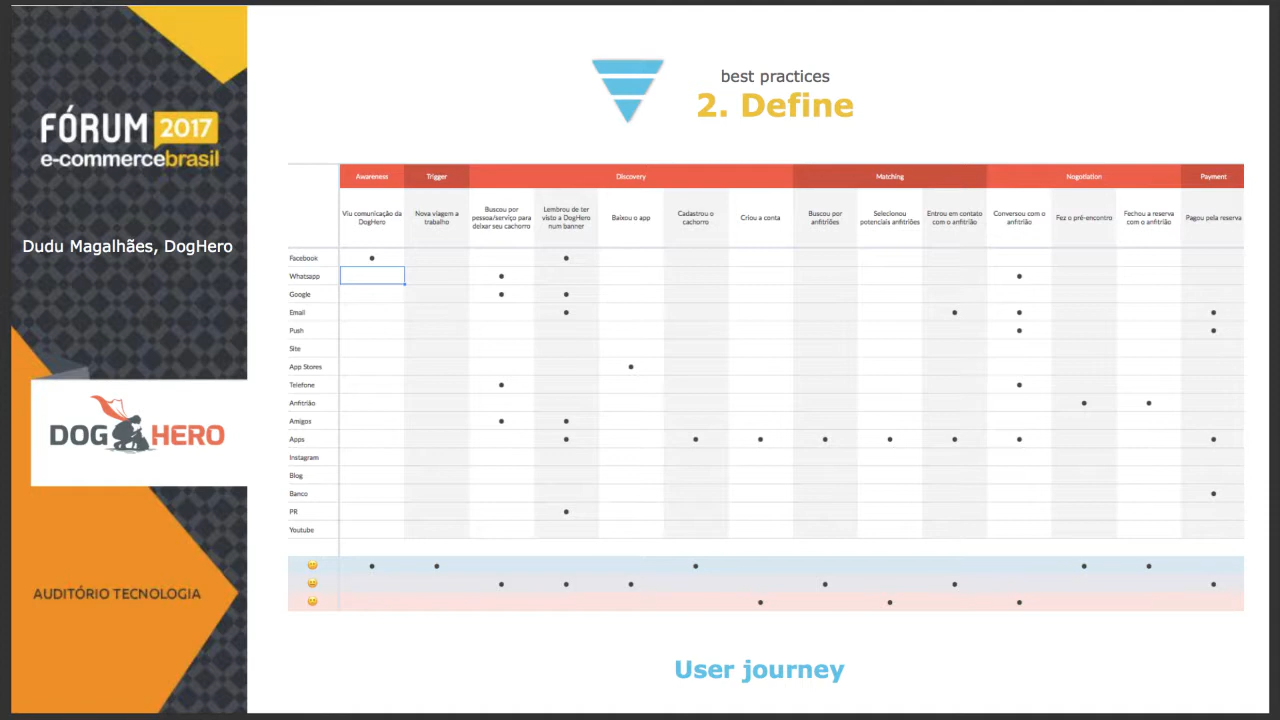 FÓRUM 2017
e-commercebrasil
Dudu Magalhães, DogHero
DOG HERO
AUDITÓRIO TECNOLOGIA
best practices
2. Define
Awareness Trigger Discovery Matching Nogotiation Payment
Viu comunicação da DogHero
Nova viagem a trabalho
Buscou por pessoa/serviço para deixar seu cachorro
Lembrou de ter visto a DogHero num banner
Baixou o app
Cadastrou o cachorro
Criou a conta
Buscou por anfitriões
Selecionou potenciais anfitriões
Entrou em contato com o anfitrião
Conversou com o anfitrião
Fez o pré-encontro
Fechou a reserva com o anfitrião
Pagou pela reserva
Facebook
Whatsapp
Google
Email
Push
Site
App Stores
Telefone
Anfitrião
Amigos
Apps
Instagram
Blog
Banco
PR
Youtube
User journey